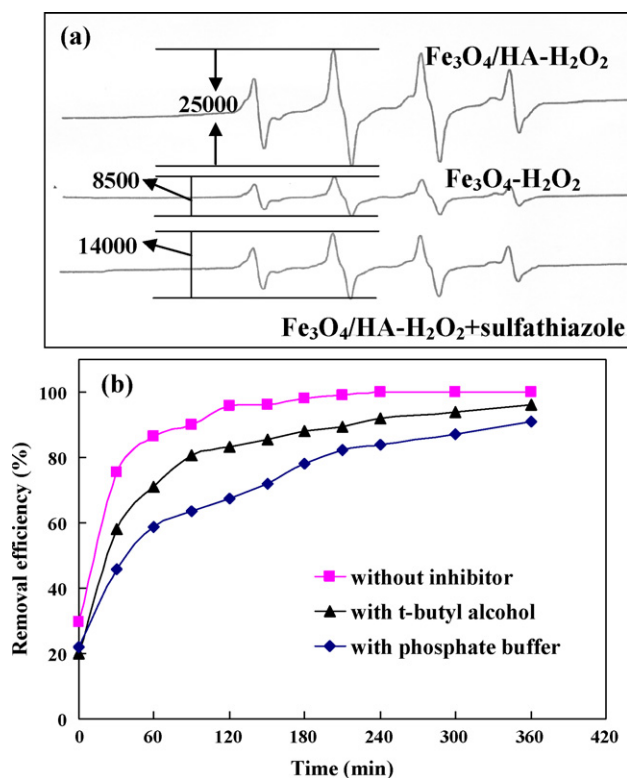 (a)
Fe₃O₄/HA-H₂O₂
25000
8500
Fe₃O₄-H₂O₂
14000
Fe₃O₄/HA-H₂O₂+sulfathiazole
(b)
Removal efficiency (%)
100
80
60
40
20
0
without inhibitor
with t-butyl alcohol
with phosphate buffer
0 60 120 180 240 300 360 420
Time (min)